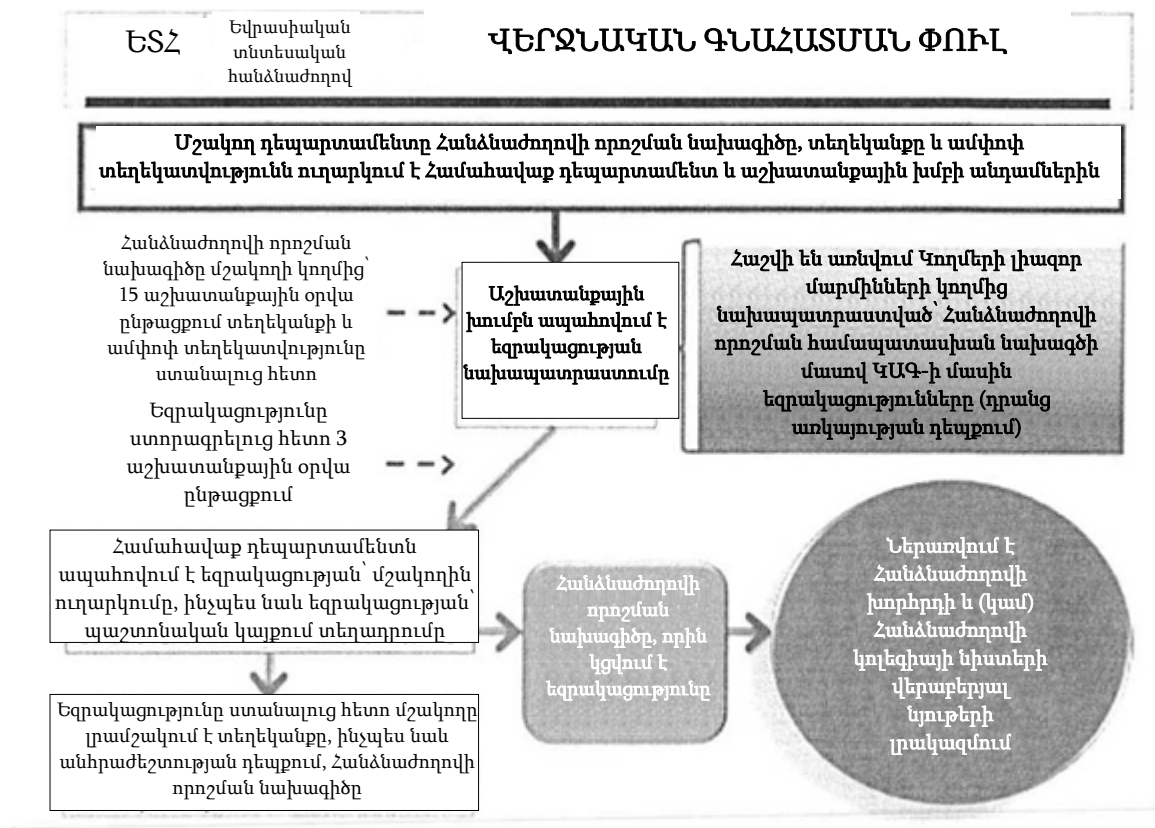 ԵՏՀ
Եվրասիական
տնտեսական
հանձնաժողով
ՎԵՐՋՆԱԿԱՆ ԳՆԱՀԱՏՄԱՆ ՓՈՒԼ
Մշակող դեպարտամենտը Հանձնաժողովի որոշման նախագիծը, տեղեկանքը և ամփոփ
տեղեկատվությունն ուղարկում է Համահավաք դեպարտամենտ և աշխատանքային խմբի անդամներին
Հանձնաժողովի որոշման
նախագիծը մշակողի կողմից՝
15 աշխատանքային օրվա
ընթացքում տեղեկանքի և
ամփոփ տեղեկատվությունը
ստանալուց հետո
Աշխատանքային
խումբն ապահովում է
եզրակացության
նախապատրաստումը
Հաշվի են առնվում Կողմերի լիազոր
մարմինների կողմից
նախապատրաստված՝ Հանձնաժողովի
որոշման համապատասխան նախագծի
մասով ԿԱԳ-ի մասին
եզրակացությունները (դրանց
առկայության դեպքում)
Եզրակացությունը
ստորագրելուց հետո 3
աշխատանքային օրվա
ընթացքում
Համահավաք դեպարտամենտն
ապահովում է եզրակացության՝ մշակողին
ուղարկումը, ինչպես նաև եզրակացության՝
պաշտոնական կայքում տեղադրումը
Հանձնաժողովի
որոշման
նախագիծը, որին
կցվում է
եզրակացությունը
Ներառվում է
Հանձնաժողովի
խորհրդի և (կամ)
Հանձնաժողովի
կոլեգիայի նիստերի
վերաբերյալ
նյութերի
լրակազմում
Եզրակացությունը ստանալուց հետո մշակողը
լրամշակում է տեղեկանքը, ինչպես նաև
անհրաժեշտության դեպքում, Հանձնաժողովի
որոշման նախագիծը